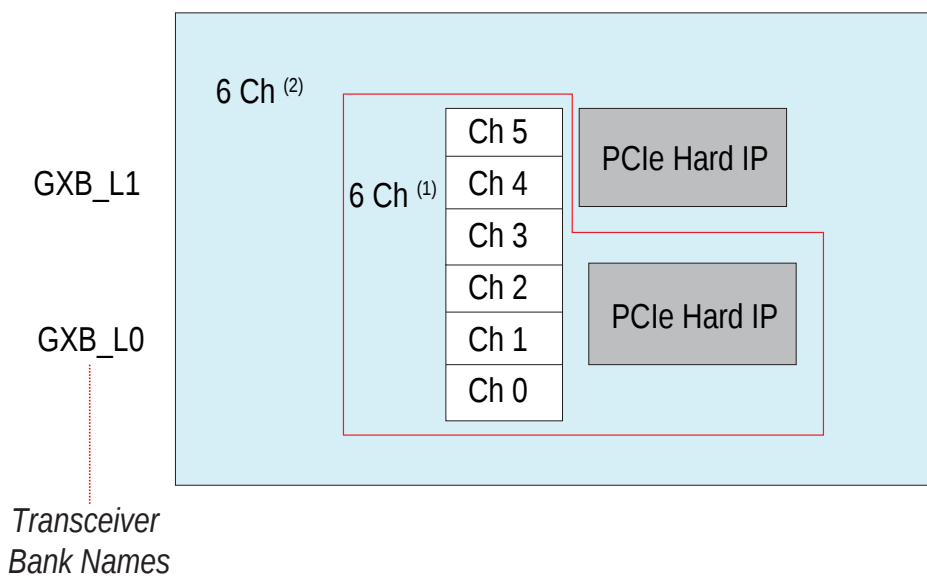 6 Ch (2)
GXB_L1
6 Ch (1)
Ch 5
Ch 4
Ch 3
PCIe Hard IP
GXB_L0
Ch 2
Ch 1
Ch 0
PCIe Hard IP
Transceiver
Bank Names